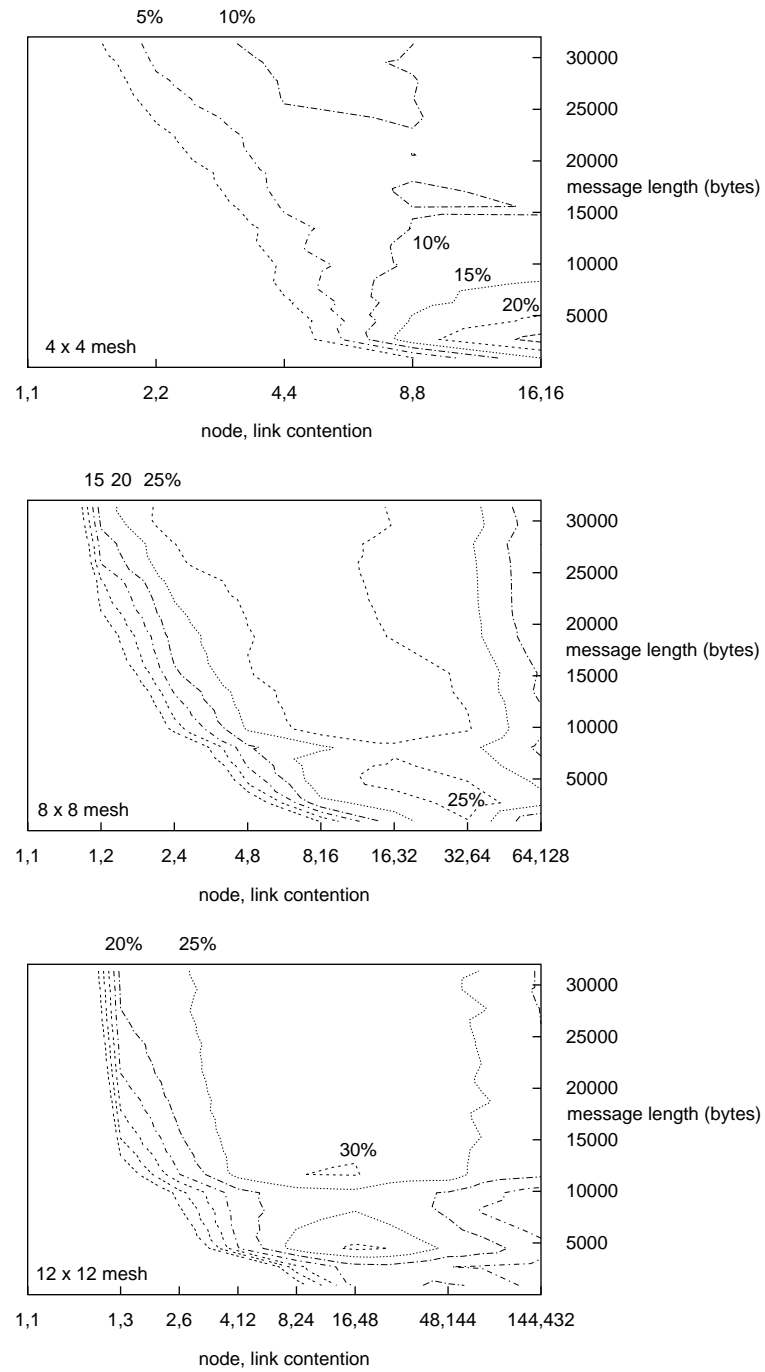 5% 10%
30000
25000
20000
message length (bytes)
15000
10%
10000
15%
20%
5000
4 x 4 mesh
1,1 2,2 4,4 8,8 16,16
node, link contention
15 20 25%
30000
25000
20000
message length (bytes)
15000
10000
5000
25%
8 x 8 mesh
1,1 1,2 2,4 4,8 8,16 16,32 32,64 64,128
node, link contention
20% 25%
30000
25000
20000
message length (bytes)
15000
30%
10000
5000
12 x 12 mesh
1,1 1,3 2,6 4,12 8,24 16,48 48,144 144,432
node, link contention